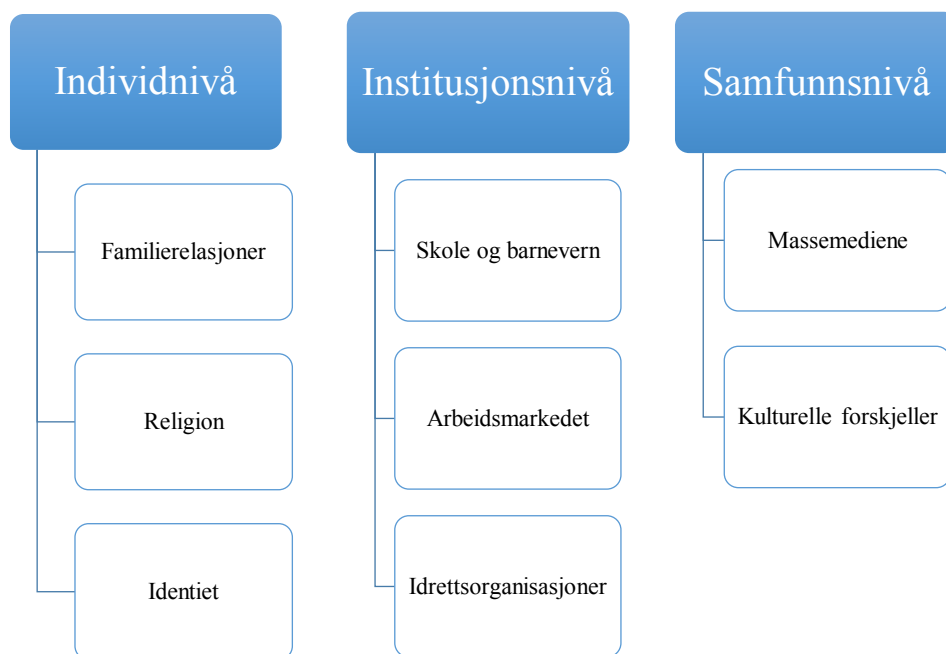 Individnivå
Familierelasjoner
Religion
Identiet
Institusjonsnivå
Skole og barnevern
Arbeidsmarkedet
Idrettsorganisasjoner
Samfunnsnivå
Massemediene
Kulturelle forskjeller